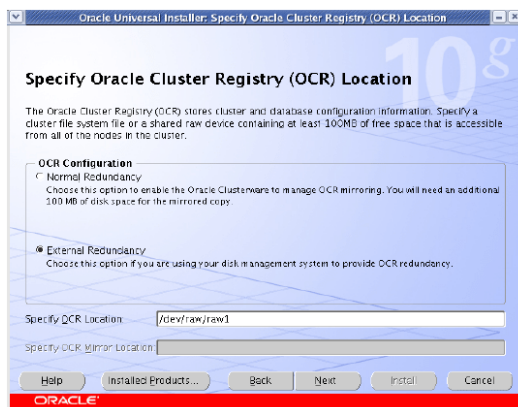 Oracle Universal Installer: Specify Oracle Cluster Registry (OCR) Location
10g
Specify Oracle Cluster Registry (OCR) Location
The Oracle Cluster Registry (OCR) stores cluster and database configuration information. Specify a
cluster file system file or a shared raw device containing at least 100MB of free space that is accessible
from all of the nodes in the cluster.
OCR Configuration
Normal Redundancy
Choose this option to enable the Oracle Clusterware to manage OCR mirroring. You will need an additional
100 MB of disk space for the mirrored copy.
External Redundancy
Choose this option if you are using your disk management system to provide OCR redundancy.
Specify OCR Location: /dev/raw/raw1
Specify OCR Mirror Location:
Help Installed Products... Back Next Install Cancel
ORACLE